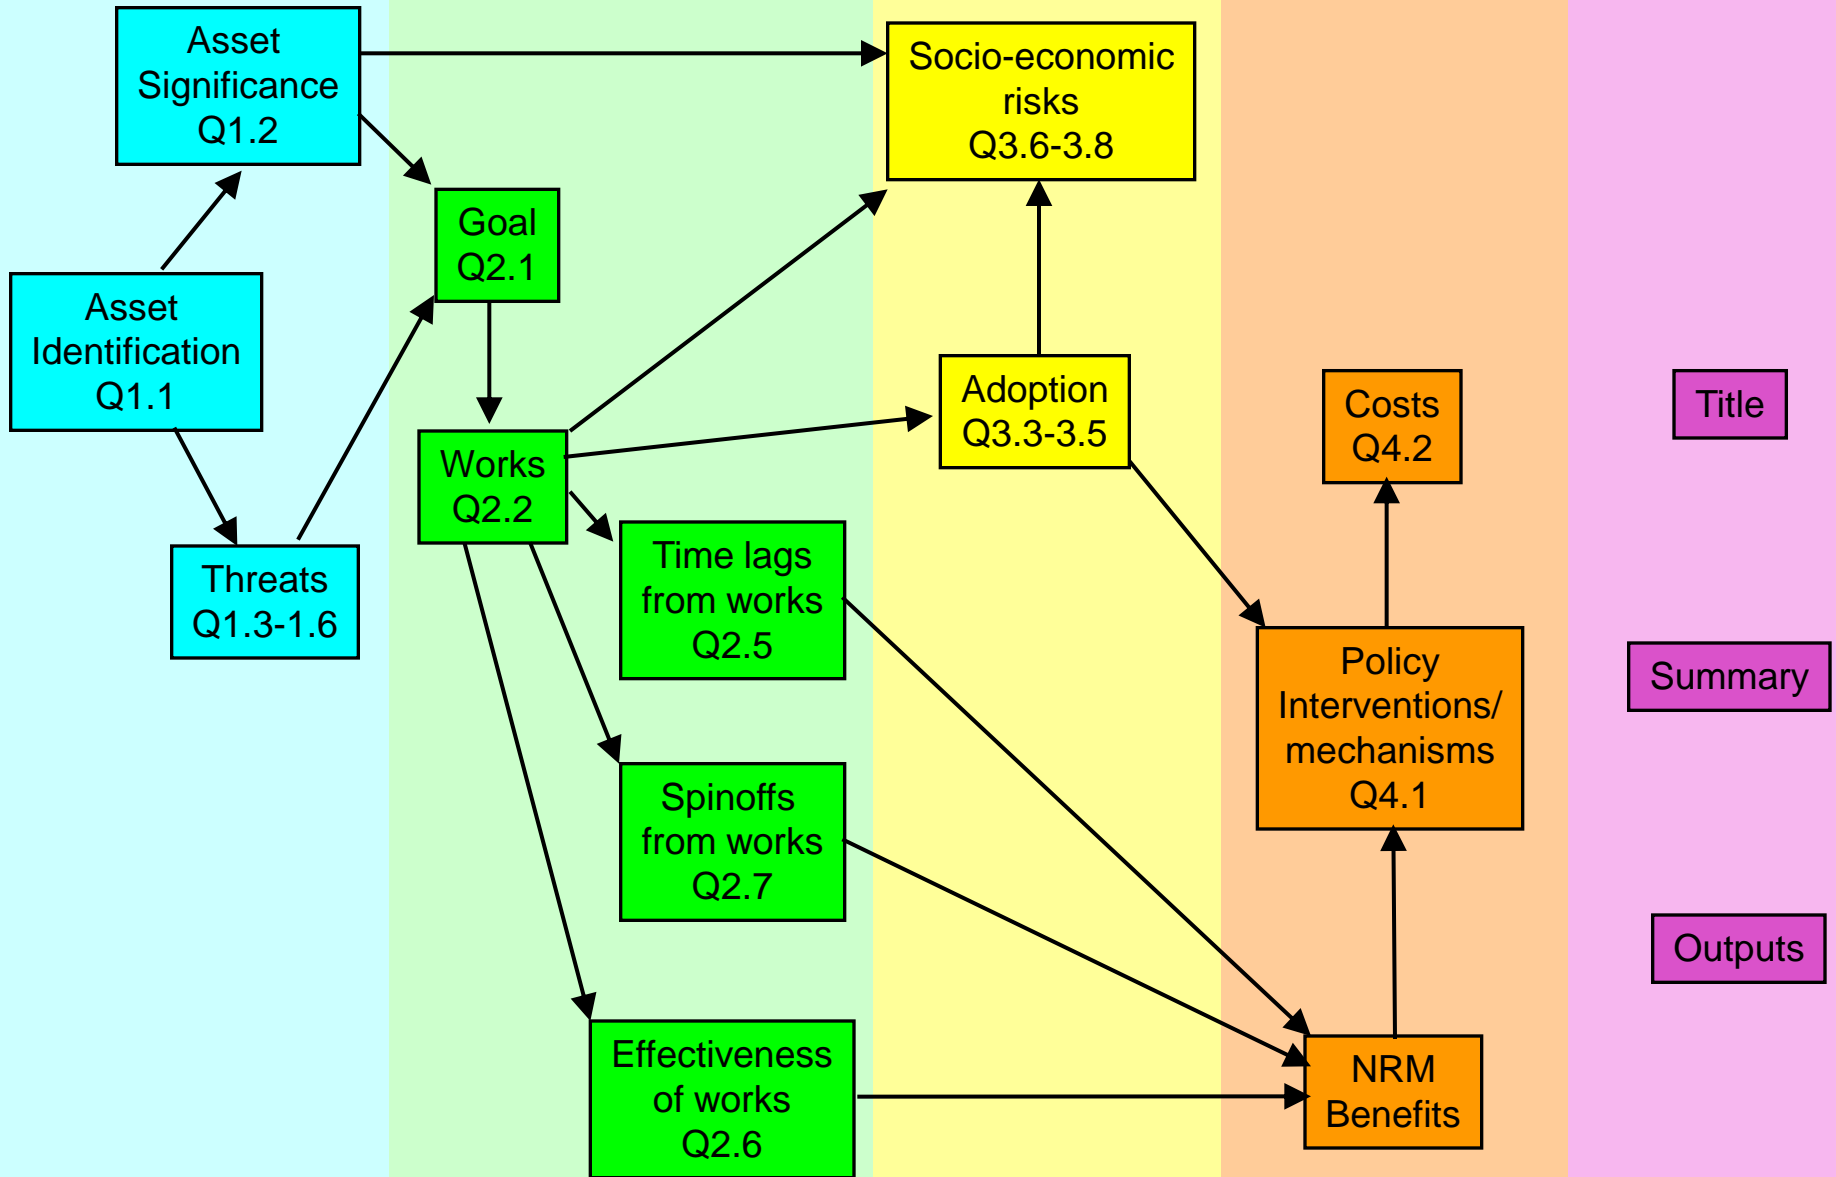 Asset
Significance
Q1.2
Asset
Identification
Q1.1
Threats
Q1.3-1.6
Goal
Q2.1
Works
Q2.2
Time lags
from works
Q2.5
Spinoffs
from works
Q2.7
Effectiveness
of works
Q2.6
Socio-economic
risks
Q3.6-3.8
Adoption
Q3.3-3.5
Costs
Q4.2
Policy
Interventions/
mechanisms
Q4.1
NRM
Benefits
Title
Summary
Outputs